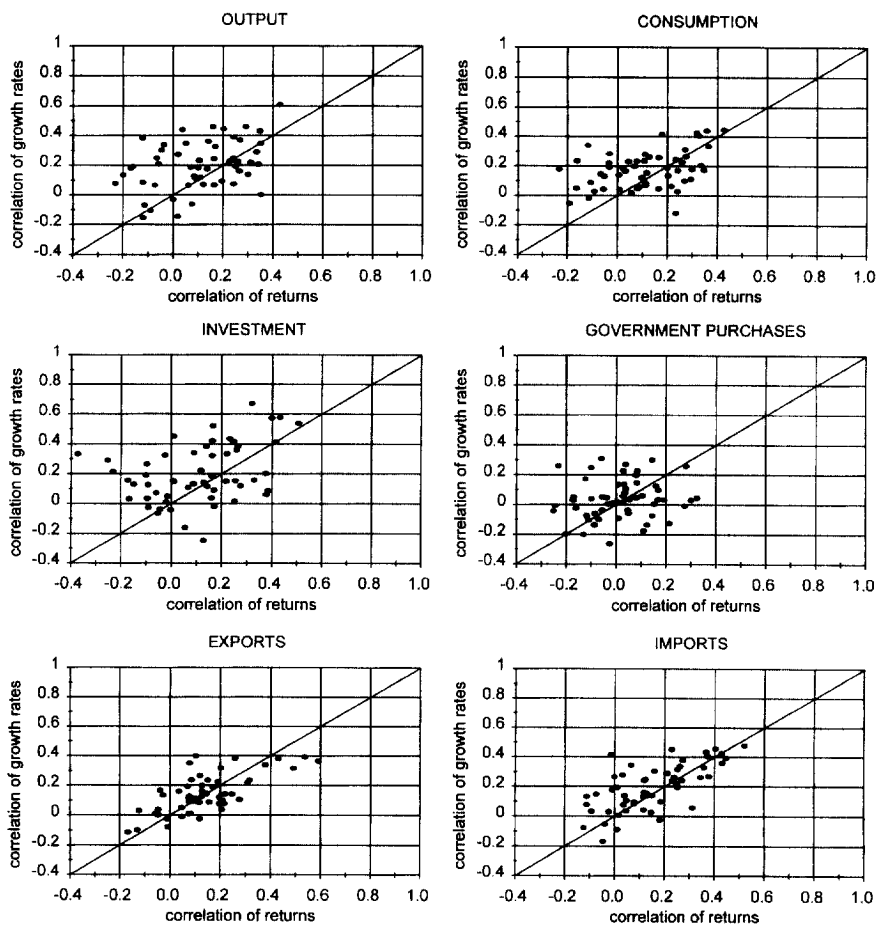 OUTPUT
correlation of growth rates
1
0.8
0.6
0.4
0.2
0
-0.2
-0.4
-0.4 -0.2 0.0 0.2 0.4 0.6 0.8 1.0
correlation of returns
CONSUMPTION
correlation of growth rates
1
0.8
0.6
0.4
0.2
0
-0.2
-0.4
-0.4 -0.2 0.0 0.2 0.4 0.6 0.8 1.0
correlation of returns
INVESTMENT
correlation of growth rates
1
0.8
0.6
0.4
0.2
0
-0.2
-0.4
-0.4 -0.2 0.0 0.2 0.4 0.6 0.8 1.0
correlation of returns
GOVERNMENT PURCHASES
correlation of growth rates
1
0.8
0.6
0.4
0.2
0
-0.2
-0.4
-0.4 -0.2 0.0 0.2 0.4 0.6 0.8 1.0
correlation of returns
EXPORTS
correlation of growth rates
1
0.8
0.6
0.4
0.2
0
-0.2
-0.4
-0.4 -0.2 0.0 0.2 0.4 0.6 0.8 1.0
correlation of returns
IMPORTS
correlation of growth rates
1
0.8
0.6
0.4
0.2
0
-0.2
-0.4
-0.4 -0.2 0.0 0.2 0.4 0.6 0.8 1.0
correlation of returns